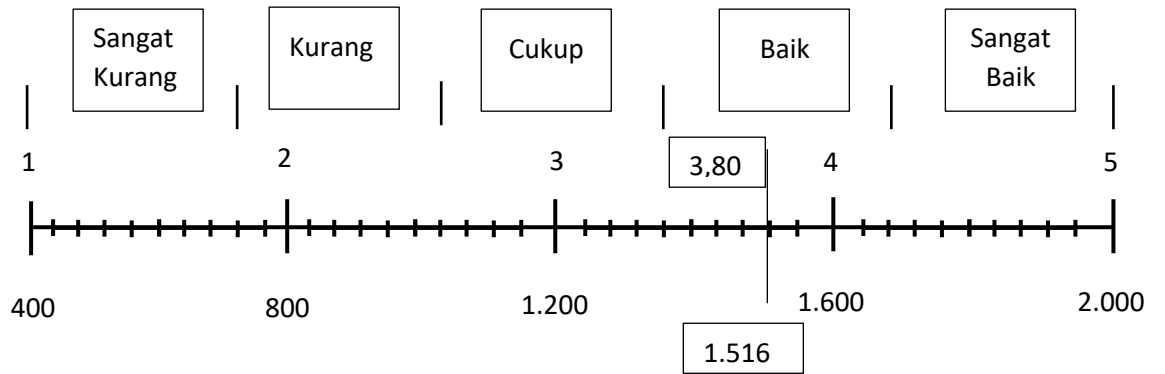 Sangat
Kurang
Kurang
Cukup
Baik
Sangat
Baik
1
2
3
3,80
4
5
400
800
1.200
1.600
2.000
1.516